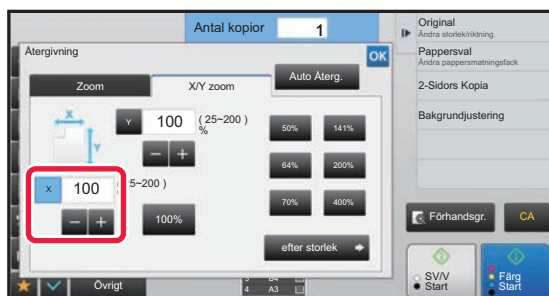 Antal kopior 1
Återgivning
OK
Zoom
X/Y zoom
Auto Återg.
X
Y
Y 100 (25~200)
%
50% 141%
64% 200%
70% 400%
X 100 5~200)
100%
efter storlek
Original
Ändra storlek/riktning.
Pappersval
Ändra pappersmatningsfack
2-Sidors Kopia
Bakgrundjustering
Förhandsgr.
CA
SV/V
Start
Färg
Start
Övrigt
4 A3